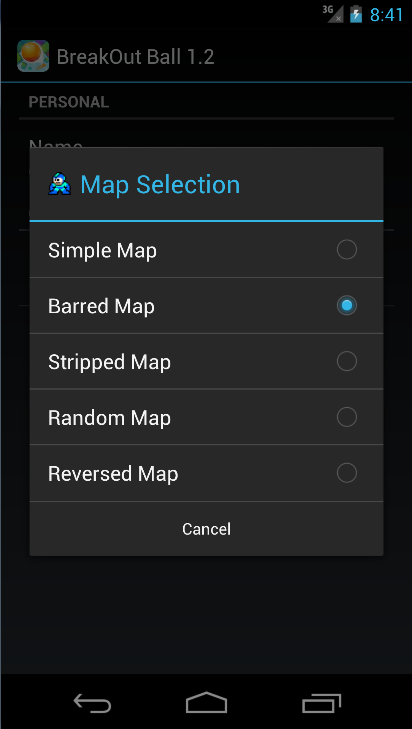 3G 8:41
BreakOut Ball 1.2
PERSONAL
Name
Map Selection
Simple Map
Barred Map
Stripped Map
Random Map
Reversed Map
Cancel